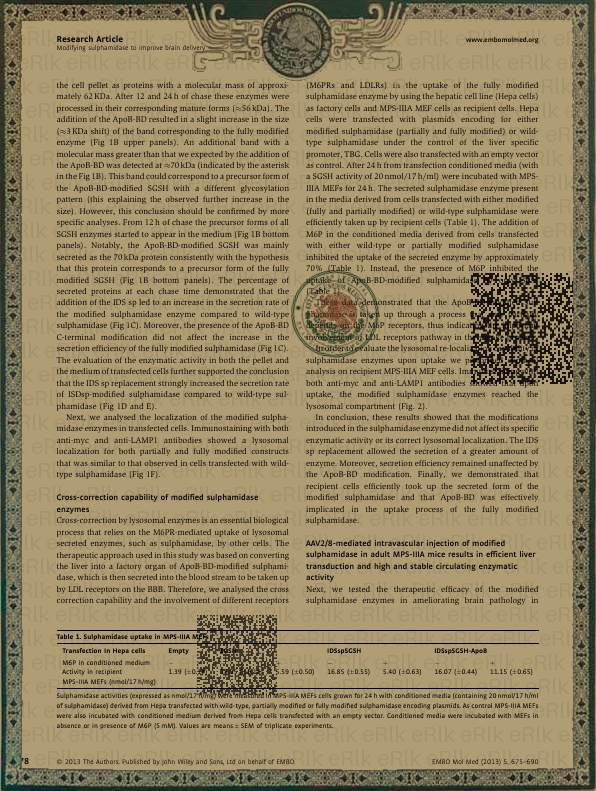 Research Article
Modifying sulphamidase to improve brain delivery
www.embomolmed.org
the cell pellet as proteins with a molecular mass of approxi-
mately 62 kDa. After 12 and 24 h of chase these enzymes were
processed in their corresponding mature forms (≈56 kDa). The
addition of the ApoB-BD resulted in a slight increase in the size
(≈3 KDa shift) of the band corresponding to the fully modified
enzyme (Fig 1B upper panels). An additional band with a
molecular mass greater than that we expected by the addition of
the ApoB-BD was detected at ≈70 kDa (indicated by the asterisk
in the Fig 1B). This band could correspond to a precursor form of
the ApoB-BD-modified SGSH with a different glycosylation
pattern (this explaining the observed further increase in the
size). However, this conclusion should be confirmed by more
specific analyses. From 12 h of chase the precursor forms of all
SGSH enzymes started to appear in the medium (Fig 1B bottom
panels). Notably, the ApoB-BD-modified SGSH was mainly
secreted as the 70 kDa protein consistently with the hypothesis
that this protein corresponds to a precursor form of the fully
modified SGSH (Fig 1B bottom panels). The percentage of
secreted proteins at each chase time demonstrated that the
addition of the IDS sp led to an increase in the secretion rate of
the modified sulphamidase enzyme compared to wild-type
sulphamidase (Fig 1C). Moreover, the presence of the ApoB-BD
C-terminal modification did not affect the increase in the
secretion efficiency of the fully modified sulphamidase (Fig 1C).
The evaluation of the enzymatic activity in both the pellet and
the medium of transfected cells further supported the conclusion
that the IDS sp replacement strongly increased the secretion rate
of IDSsp-modified sulphamidase compared to wild-type sul-
phamidase (Fig 1D and E).
Next, we analysed the localization of the modified sulpha-
midase enzymes in transfected cells. Immunostaining with both
anti-myc and anti-LAMP1 antibodies showed a lysosomal
localization for both partially and fully modified constructs
that was similar to that observed in cells transfected with wild-
type sulphamidase (Fig 1F).
Cross-correction capability of modified sulphamidase
enzymes
Cross-correction by lysosomal enzymes is an essential biological
process that relies on the M6PR-mediated uptake of lysosomal
secreted enzymes, such as sulphamidase, by other cells. The
therapeutic approach used in this study was based on converting
the liver into a factory organ of ApoB-BD-modified sulphami-
dase, which is then secreted into the blood stream to be taken up
by LDL receptors on the BBB. Therefore, we analysed the cross-
correction capability and the involvement of different receptors
(M6PRs and LDLRs) in the uptake of the fully modified
sulphamidase enzyme by using the hepatic cell line (Hepa cells)
as factory cells and MPS-IIIA MEF cells as recipient cells. Hepa
cells were transfected with plasmids encoding for either
modified sulphamidase (partially and fully modified) or wild-
type sulphamidase under the control of the liver specific
promoter, TBG. Cells were also transfected with an empty vector
as control. After 24 h from transfection conditioned media (with
a SGSH activity of 20 nmol/17 h/ml) were incubated with MPS-
IIIA MEFs for 24 h. The secreted sulphamidase enzyme present
in the media derived from cells transfected with either modified
(fully and partially modified) or wild-type sulphamidase were
efficiently taken up by recipient cells (Table 1). The addition of
M6P in the conditioned media derived from cells transfected
with either wild-type or partially modified sulphamidase
inhibited the uptake of the secreted enzyme by approximately
70% (Table 1). Instead, the presence of M6P inhibited the
uptake of ApoB-BD-modified sulphamidase
(Table 1).
These data demonstrated that the ApoB
sulphamidase is taken up through a process
depends on the M6P receptors, thus indicating
involvement of LDL receptors pathway in the
In order to evaluate the lysosomal re-localization
sulphamidase enzymes upon uptake we
analysis on recipient MPS-IIIA MEF cells.
both anti-myc and anti-LAMP1 antibodies showed that upon
uptake, the modified sulphamidase enzymes reached the
lysosomal compartment (Fig. 2).
In conclusion, these results showed that the modifications
introduced in the sulphamidase enzyme did not affect its specific
enzymatic activity or its correct lysosomal localization. The IDS
sp replacement allowed the secretion of a greater amount of
enzyme. Moreover, secretion efficiency remained unaffected by
the ApoB-BD modification. Finally, we demonstrated that
recipient cells efficiently took up the secreted form of the
modified sulphamidase and that ApoB-BD was effectively
implicated in the uptake process of the fully modified
sulphamidase.
AAV2/8-mediated intravascular injection of modified
sulphamidase in adult MPS-IIIA mice results in efficient liver
transduction and high and stable circulating enzymatic
activity
Next, we tested the therapeutic efficacy of the modified
sulphamidase enzymes in ameliorating brain pathology in
Table 1. Sulphamidase uptake in MPS-IIIA MEFs
Transfection in Hepa cells Empty IDSspSGSH IDSspSGSH-ApoB
M6P in conditioned medium − + − + − +
Activity in recipient 1.39 5.59 (±0.50) 16.85 (±0.55) 5.40 (±0.63) 16.07 (±0.44) 11.15 (±0.65)
MPS-IIIA MEFs (nmol/17 h/mg)
Sulphamidase activities (expressed as nmol/17 h/mg) were measured in MPS-IIIA MEFs cells grown for 24 h with conditioned media (containing 20 nmol/17 h/ml
of sulphamidase) derived from Hepa transfected with wild-type, partially modified or fully modified sulphamidase encoding plasmids. As control MPS-IIIA MEFs
were also incubated with conditioned medium derived from Hepa cells transfected with an empty vector. Conditioned media were incubated with MEFs in
absence or in presence of M6P (5 mM). Values are means ± SEM of triplicate experiments.
78 © 2013 The Authors. Published by John Wiley and Sons, Ltd on behalf of EMBO. EMBO Mol Med (2013) 5, 675–690